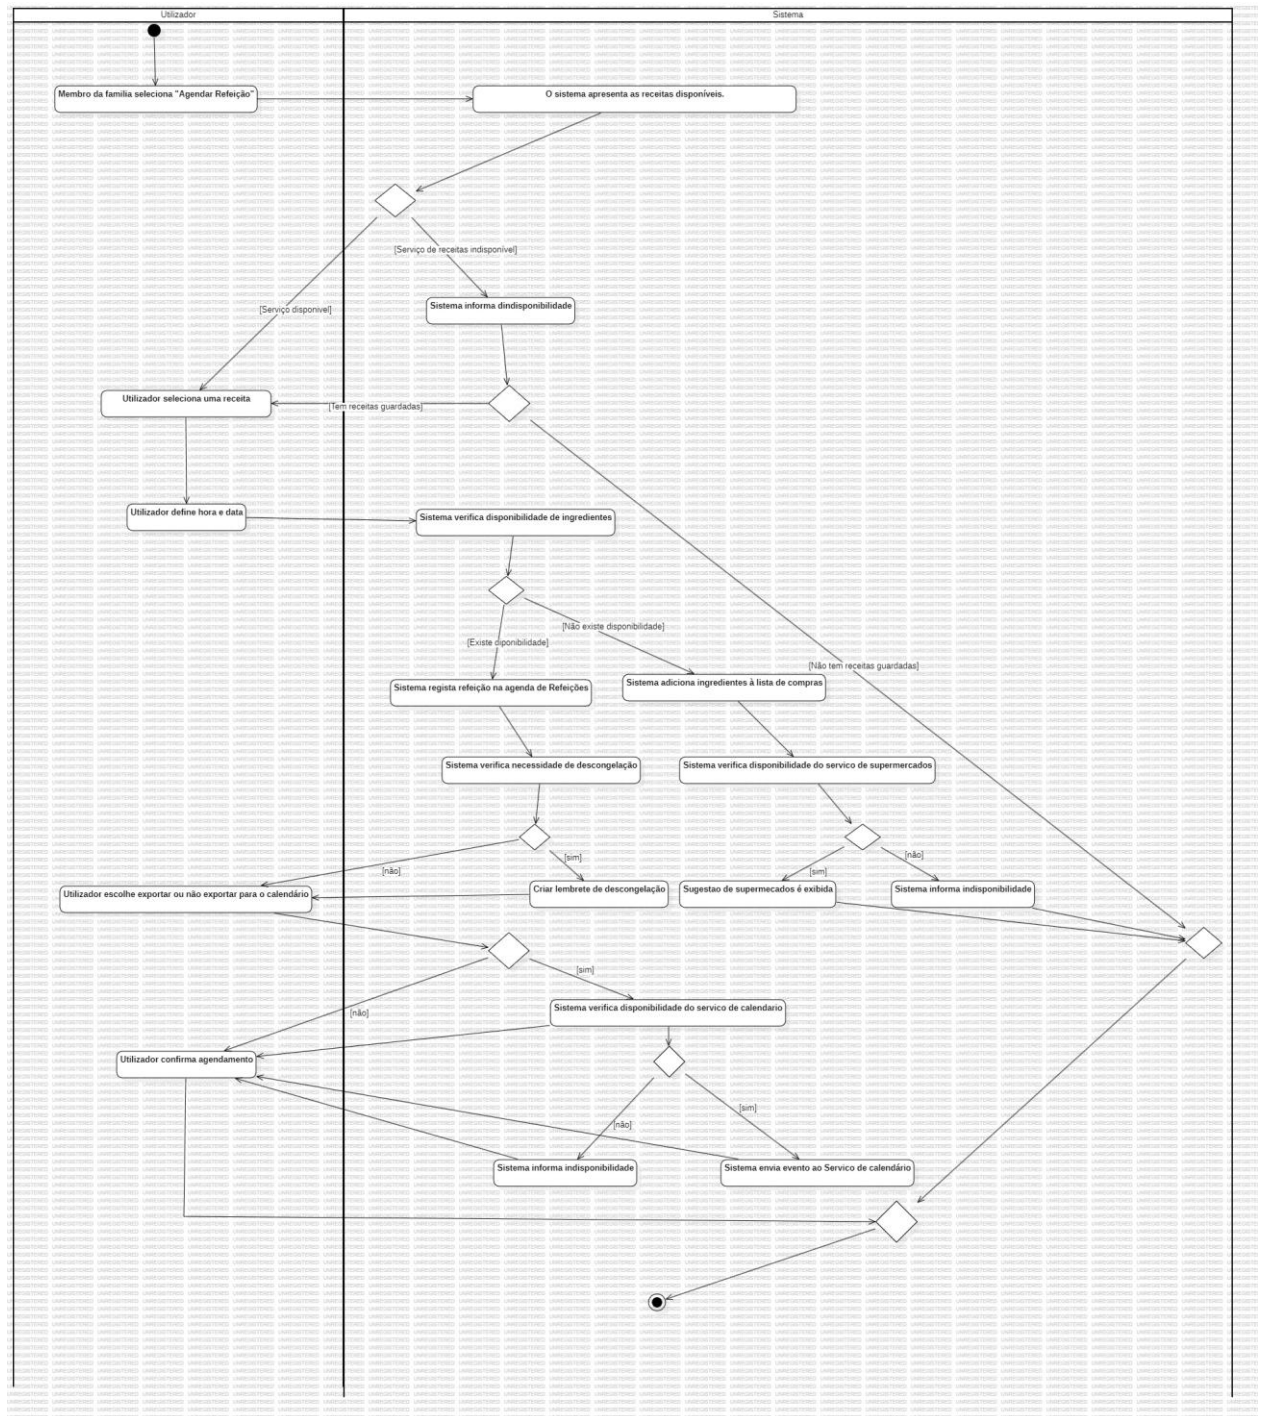 Utilizador
Sistema
Membro da familia seleciona "Agendar Refeição"
O sistema apresenta as receitas disponíveis.
[Serviço de receitas indisponível]
[Serviço disponivel]
Sistema informa dindisponibilidade
Utilizador seleciona uma receita
[Tem receitas guardadas]
Utilizador define hora e data
Sistema verifica disponibilidade de ingredientes
[Não existe disponibilidade]
[Existe diponibilidade]
[Não tem receitas guardadas]
Sistema regista refeição na agenda de Refeições
Sistema adiciona ingredientes à lista de compras
Sistema verifica necessidade de descongelação
Sistema verifica disponibilidade do servico de supermercados
[não]
[sim]
[sim]
[não]
Utilizador escolhe exportar ou não exportar para o calendário
Criar lembrete de descongelação
Sugestao de supermecados é exibida
Sistema informa indisponibilidade
[sim]
[não]
Sistema verifica disponibilidade do servico de calendario
Utilizador confirma agendamento
[não]
[sim]
Sistema informa indisponibilidade
Sistema envia evento ao Servico de calendário